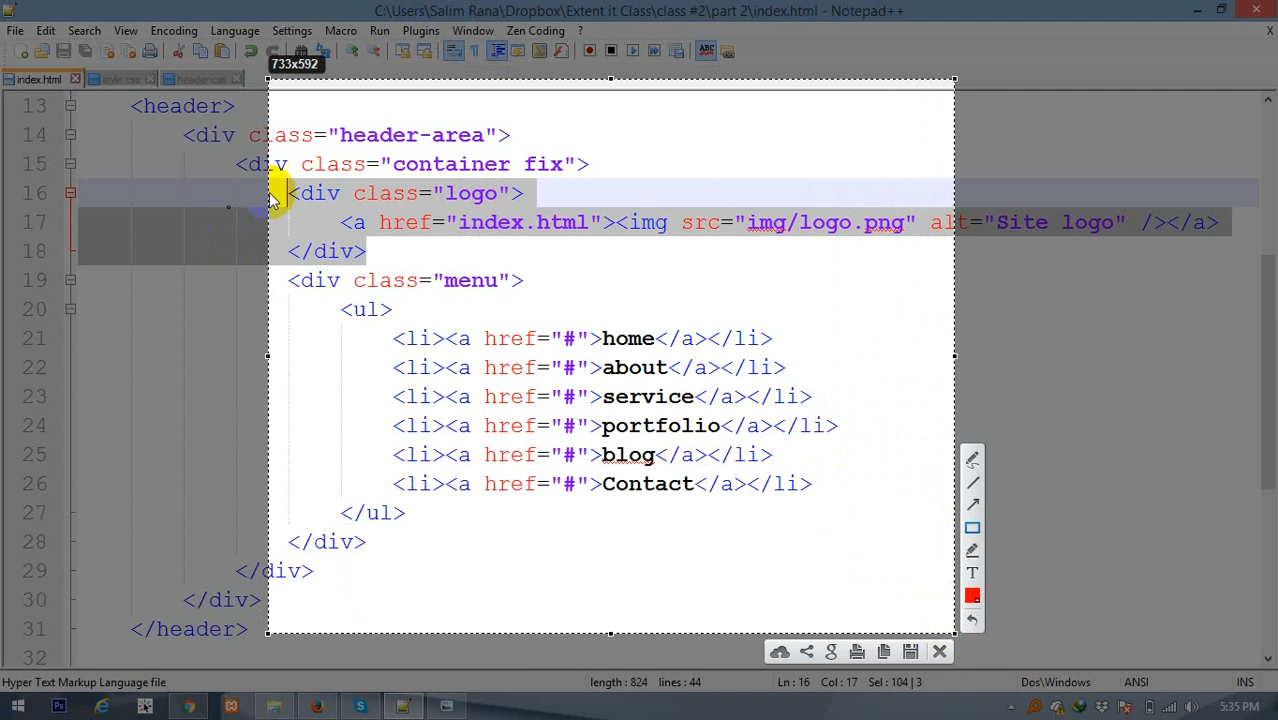 C:\Users\Salim Rana\Dropbox\Extent it Class\class #2\part 2\index.html - Notepad++
File Edit Search View Encoding Language Settings Macro Run Plugins Window Zen Coding ? X
ABC
733x592
index.html style.css header.css
13 <header>
14 <div class="header-area">
15 <div class="container fix">
16 <div class="logo">
17 <a href="index.html"><img src="img/logo.png" alt="Site logo" /></a>
18 </div>
19 <div class="menu">
20 <ul>
21 <li><a href="#">home</a></li>
22 <li><a href="#">about</a></li>
23 <li><a href="#">service</a></li>
24 <li><a href="#">portfolio</a></li>
25 <li><a href="#">blog</a></li>
26 <li><a href="#">Contact</a></li>
27 </ul>
28 </div>
29 </div>
30 </div>
31 </header>
32
T
g
Hyper Text Markup Language file length : 824 lines : 44 Ln : 16 Col : 17 Sel : 104 | 3 Dos\Windows ANSI INS
Ps 5:35 PM